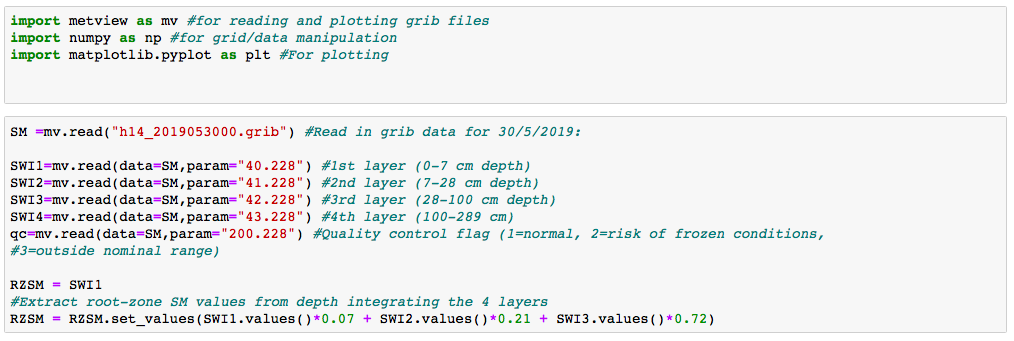 import metview as mv #for reading and plotting grib files
import numpy as np #for grid/data manipulation
import matplotlib.pyplot as plt #For plotting
SM =mv.read("h14_2019053000.grib") #Read in grib data for 30/5/2019:
SWI1=mv.read(data=SM,param="40.228") #1st layer (0-7 cm depth)
SWI2=mv.read(data=SM,param="41.228") #2nd layer (7-28 cm depth)
SWI3=mv.read(data=SM,param="42.228") #3rd layer (28-100 cm depth)
SWI4=mv.read(data=SM,param="43.228") #4th layer (100-289 cm)
qc=mv.read(data=SM,param="200.228") #Quality control flag (1=normal, 2=risk of frozen conditions,
#3=outside nominal range)
RZSM = SWI1
#Extract root-zone SM values from depth integrating the 4 layers
RZSM = RZSM.set_values(SWI1.values()*0.07 + SWI2.values()*0.21 + SWI3.values()*0.72)